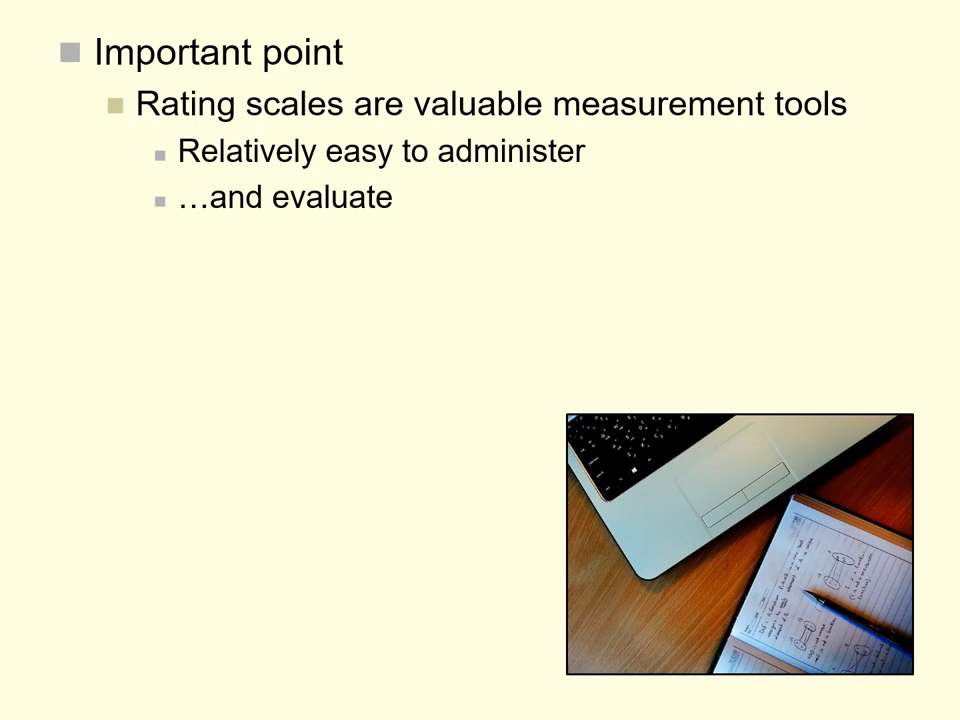 Important point
Rating scales are valuable measurement tools
Relatively easy to administer
…and evaluate